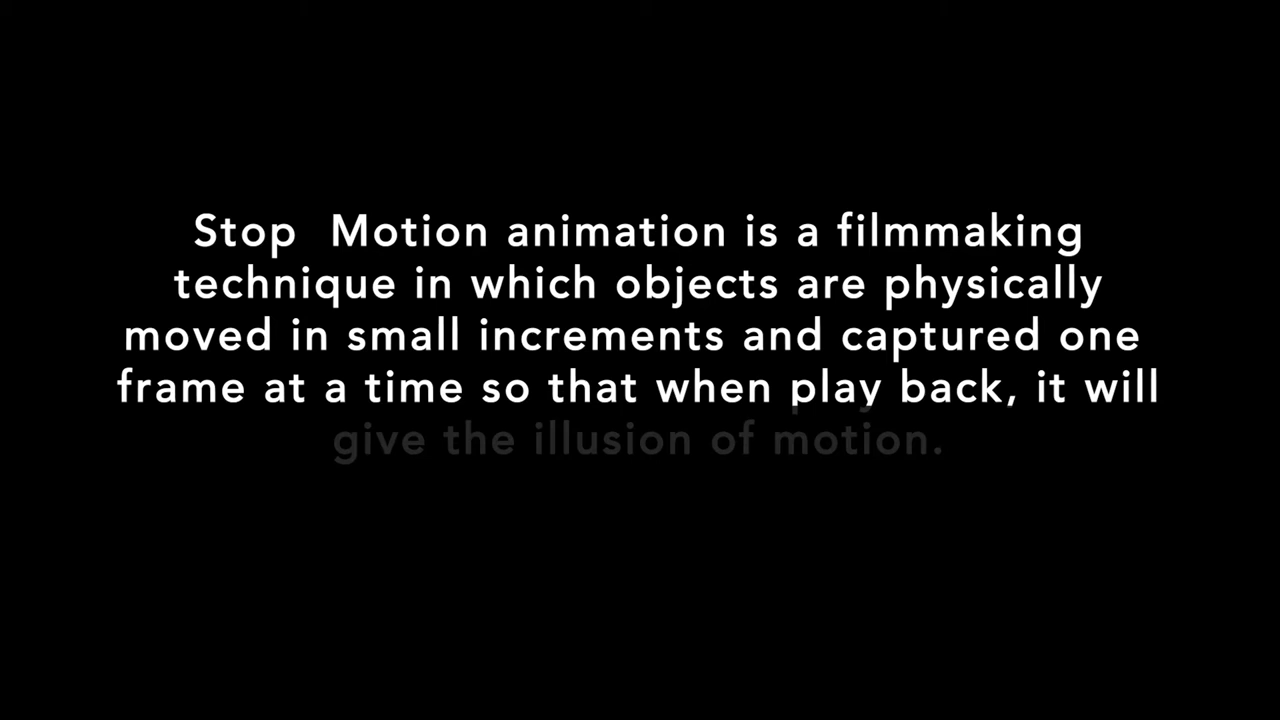 Stop  Motion animation is a filmmaking
technique in which objects are physically
moved in small increments and captured one
frame at a time so that when play back, it will
give the illusion of motion.